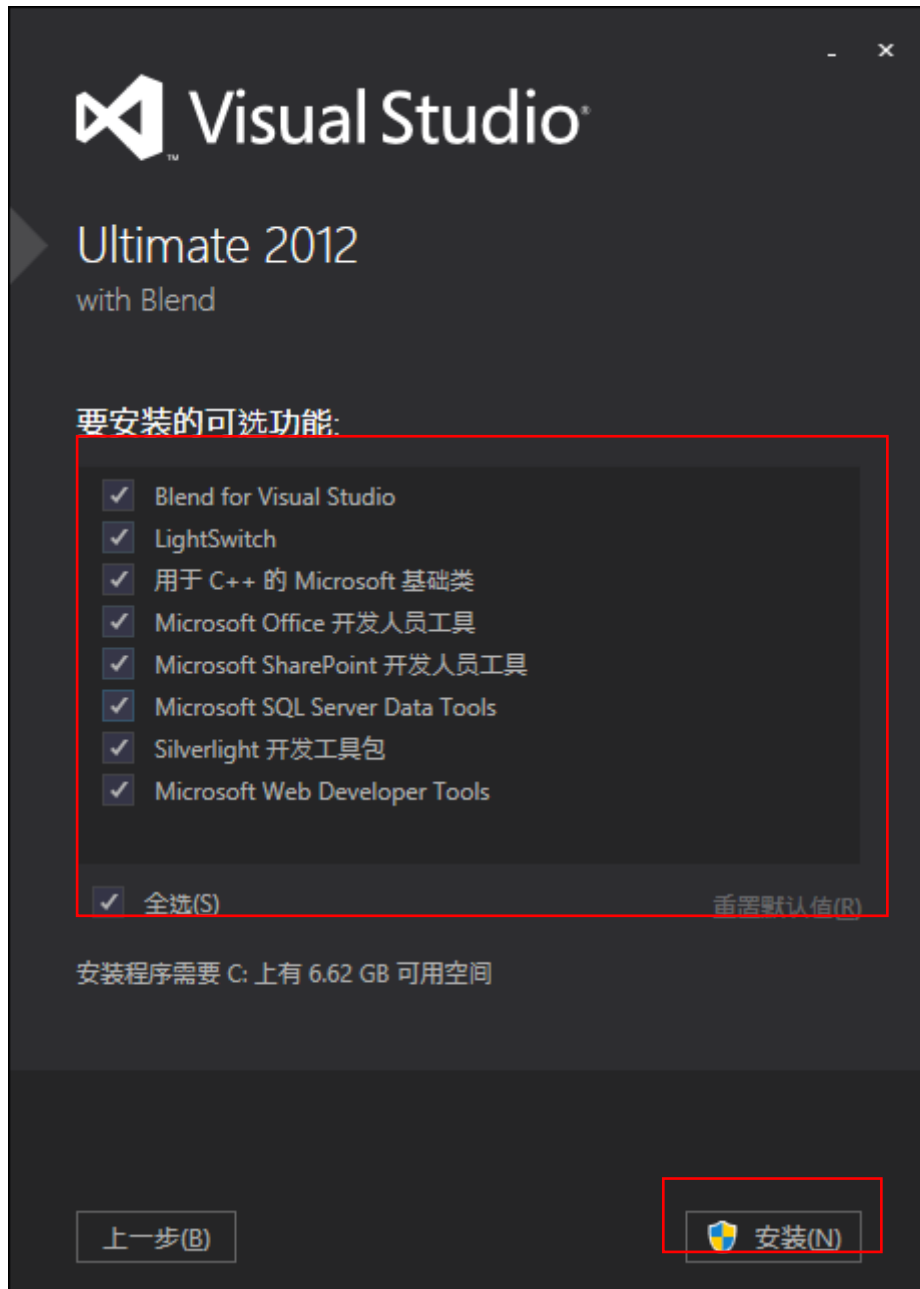 Visual Studio®
™
Ultimate 2012
with Blend
要安装的可选功能:
Blend for Visual Studio
LightSwitch
用于 C++ 的 Microsoft 基础类
Microsoft Office 开发人员工具
Microsoft SharePoint 开发人员工具
Microsoft SQL Server Data Tools
Silverlight 开发工具包
Microsoft Web Developer Tools
全选(S)
重置默认值(R)
安装程序需要 C: 上有 6.62 GB 可用空间
上一步(B)
安装(N)